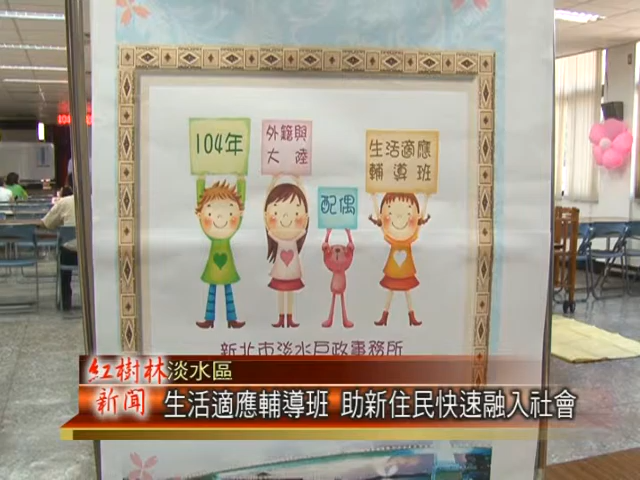 104年
外籍與
大陸
配偶
生活適應
輔導班
新北市淡水戶政事務所
紅樹林
新聞
淡水區
生活適應輔導班 助新住民快速融入社會